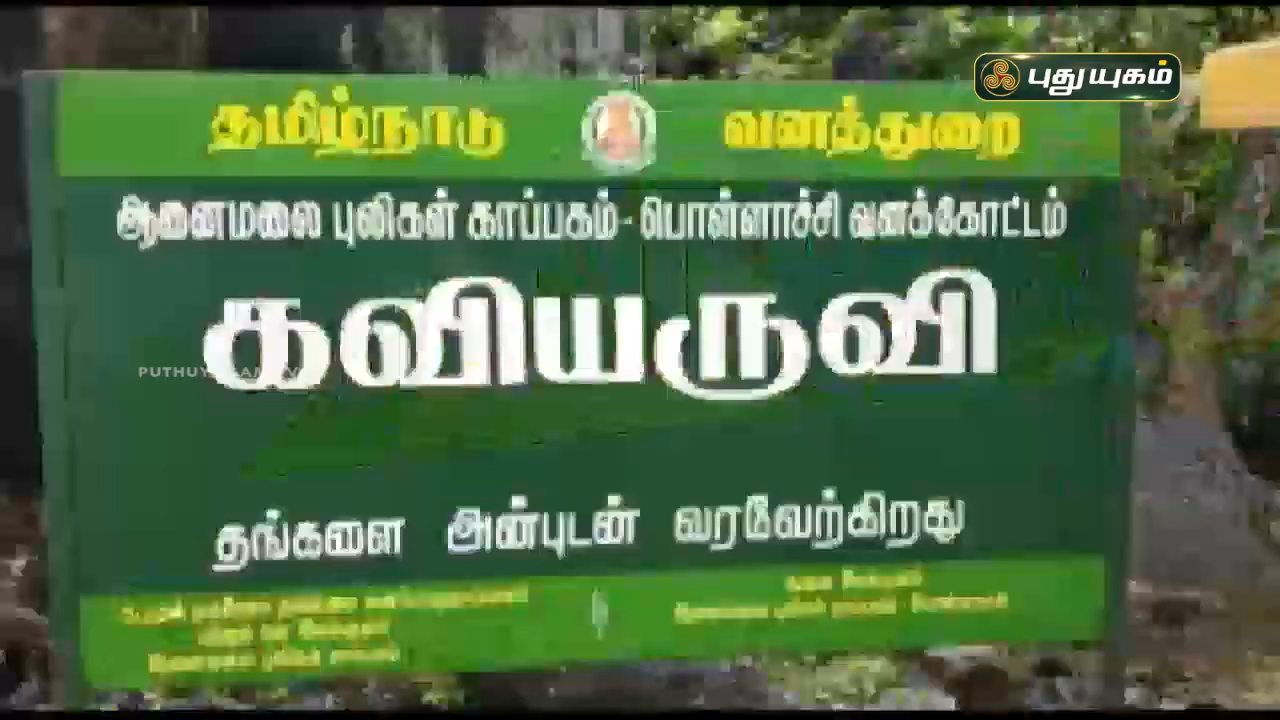 புதுயுகம்
தமிழ்நாடு வனத்துறை
ஆனைமலை புலிகள் காப்பகம் - பொள்ளாச்சி வனக்கோட்டம்
கவியருவி
தங்களை அன்புடன் வரவேற்கிறது